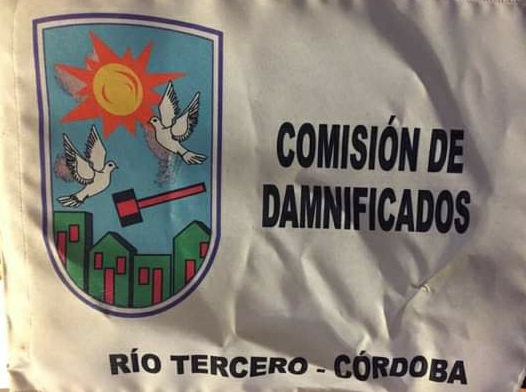 COMISIÓN DE
DAMNIFICADOS
RÍO TERCERO - CÓRDOBA